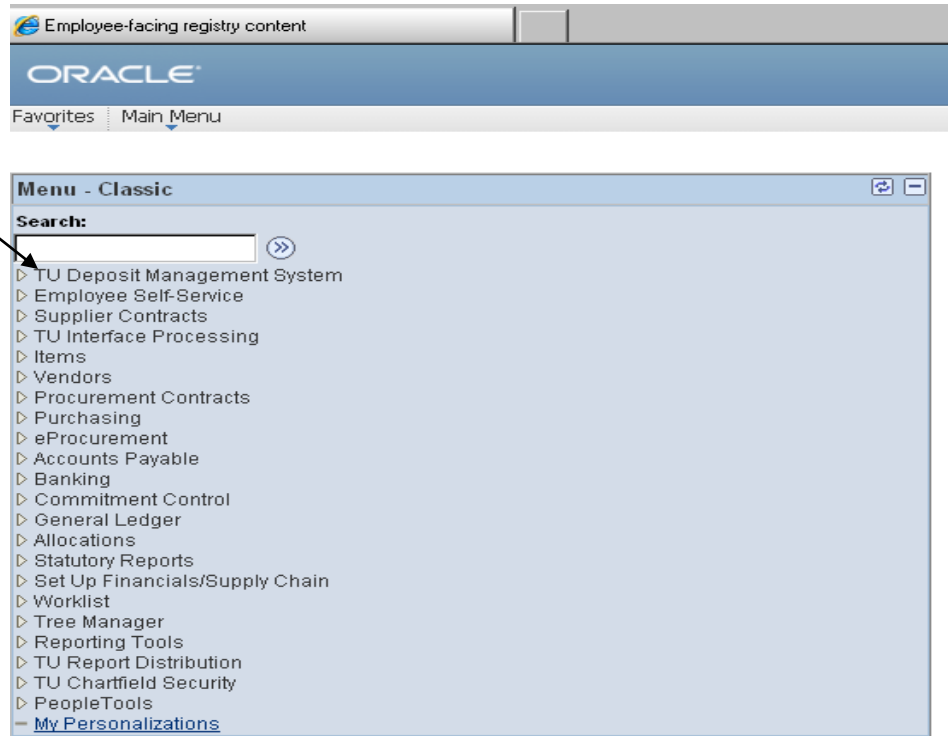 Employee-facing registry content
ORACLE
Favorites Main Menu
Menu - Classic
Search:
TU Deposit Management System
Employee Self-Service
Supplier Contracts
TU Interface Processing
Items
Vendors
Procurement Contracts
Purchasing
eProcurement
Accounts Payable
Banking
Commitment Control
General Ledger
Allocations
Statutory Reports
Set Up Financials/Supply Chain
Worklist
Tree Manager
Reporting Tools
TU Report Distribution
TU Chartfield Security
PeopleTools
My Personalizations